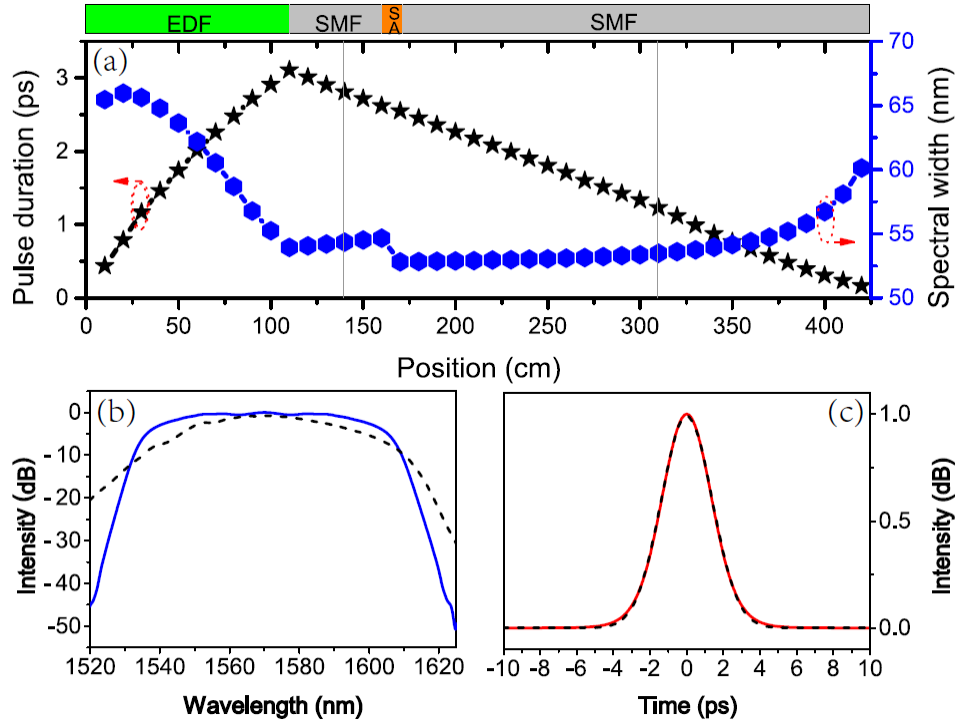 EDF SMF SA SMF
(a)
Pulse duration (ps)
3
2
1
0
Spectral width (nm)
70
65
60
54
50
0 50 100 150 200 250 300 350 400
Position (cm)
(b)
Intensity (dB)
0
-10
-20
-30
-40
-50
1520 1540 1560 1580 1600 1620
Wavelength (nm)
(c)
Intensity (dB)
1.0
0.5
0.0
-10 -8 -6 -4 -2 0 2 4 6 8 10
Time (ps)